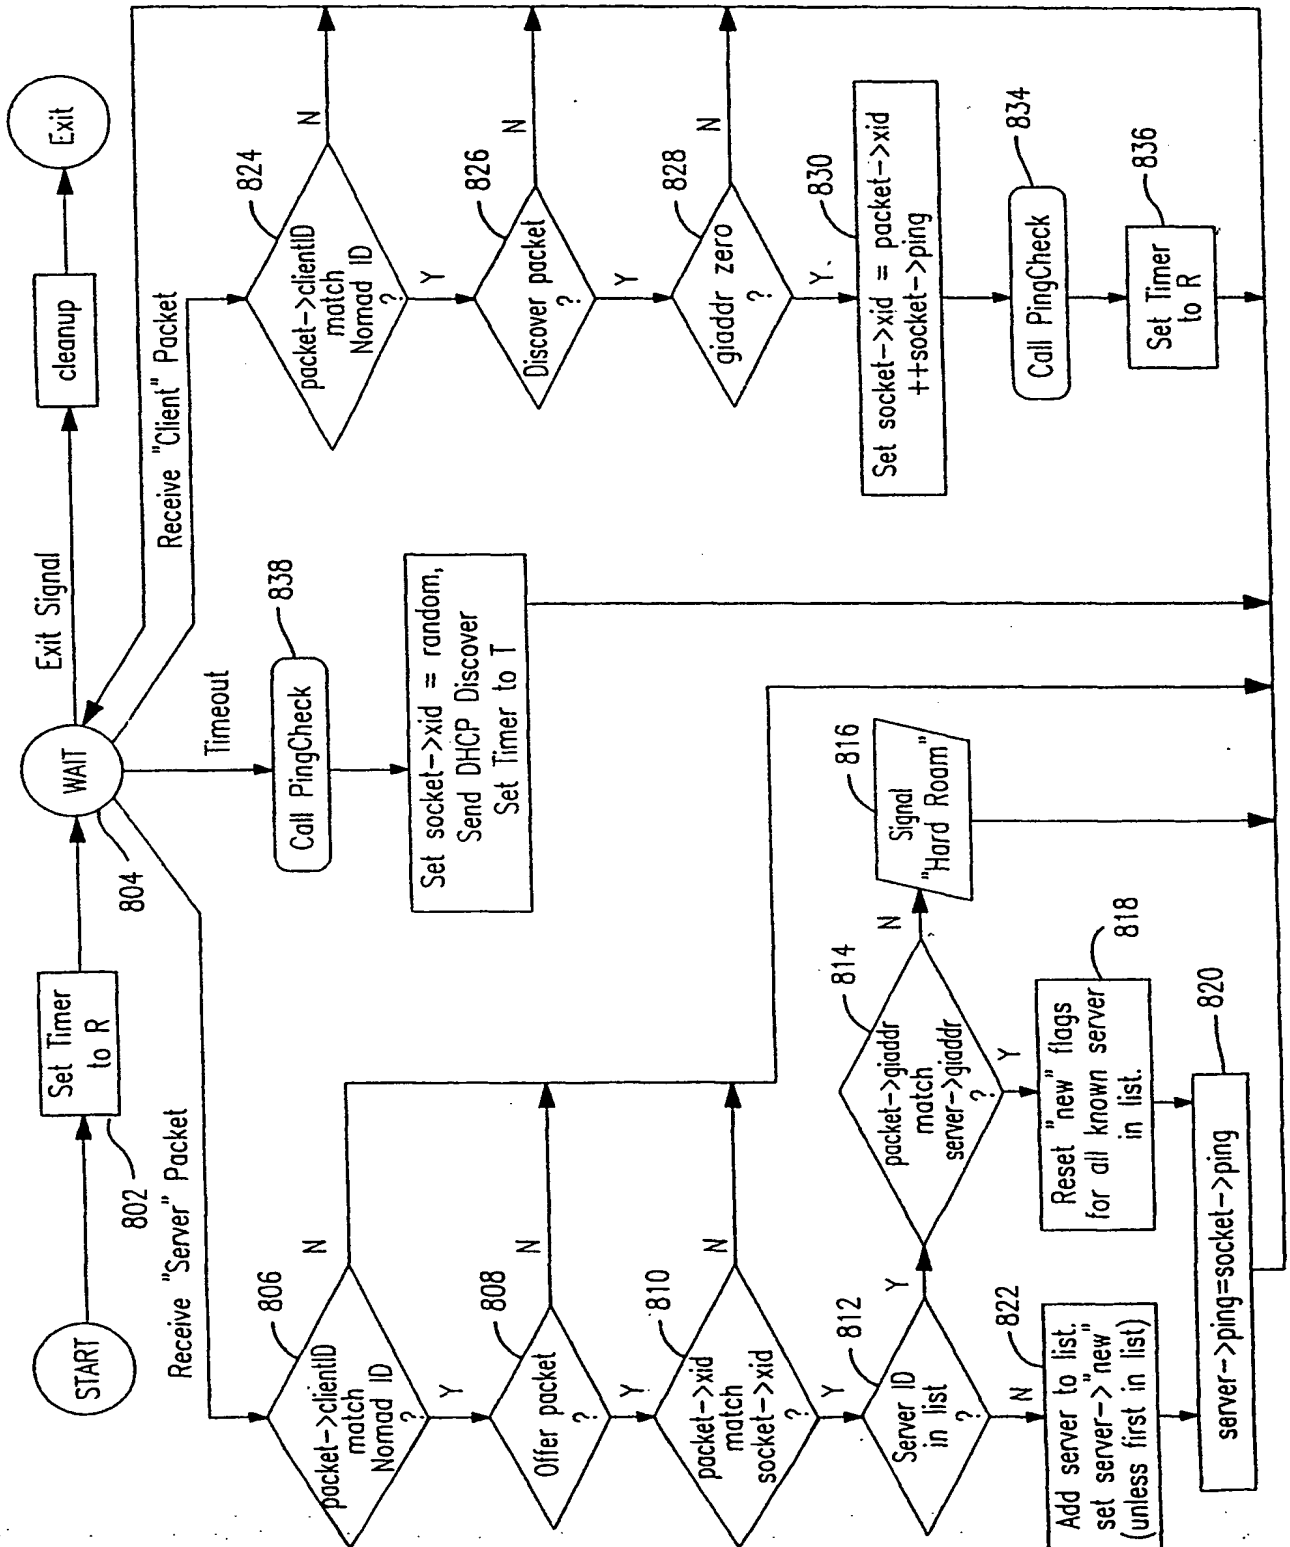 START
Set Timer
to R
802
WAIT
804
Exit Signal
cleanup
Exit
Receive "Server" Packet
Timeout
Receive "Client" Packet
806
packet->clientID
match
Nomad ID
?
N
Y
808
Offer packet
?
N
Y
810
packet->xid
match
socket->xid
?
N
Y
812
Server ID
in list
?
Y
N
822
Add server to list.
set server->"new"
(unless first in list)
814
packet->giaddr
match
server->giaddr
?
N
Y
816
Signal
"Hard Roam"
818
Reset "new" flags
for all known server
in list.
820
server->ping=socket->ping
838
Call PingCheck
Set socket->xid = random,
Send DHCP Discover
Set Timer to T
824
packet->clientID
match
Nomad ID
?
N
Y
826
Discover packet
?
N
Y
828
giaddr zero
?
N
Y
830
Set socket->xid = packet->xid
++socket->ping
834
Call PingCheck
836
Set Timer
to R